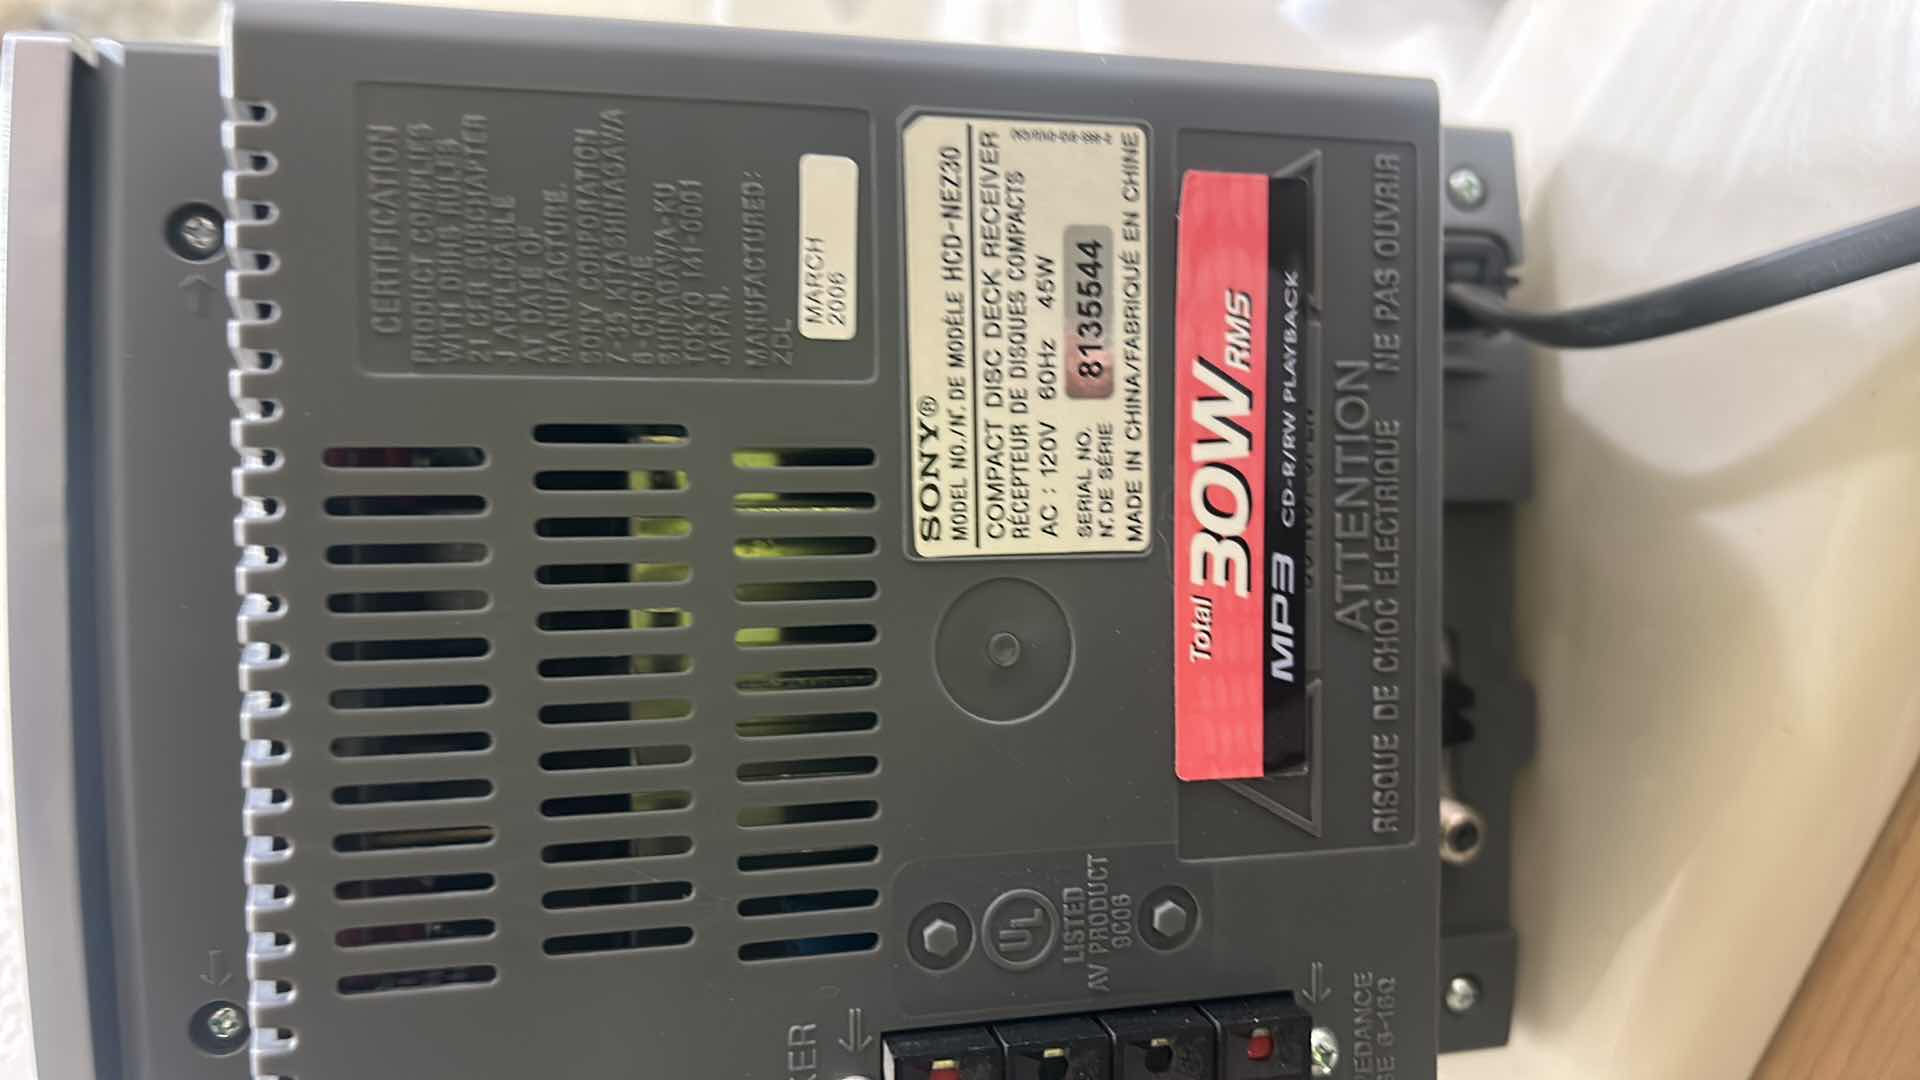 CERTIFICATION
PRODUCT COMPLIES
WITH DHHS RULES
21 CFR SUBCHAPTER
J APPLICABLE
AT DATE OF
MANUFACTURE.
SONY CORPORATION
7-35 KITASHINAGAWA
6-CHOME
SHINAGAWA-KU
TOKYO 141-0001
JAPAN.
MANUFACTURED:
MARCH
2006
SONY®
MODEL NO./N°. DE MODÈLE HCD-NEZ30
COMPACT DISC DECK RECEIVER
RÉCEPTEUR DE DISQUES COMPACTS
AC : 120V 60Hz 45W
SERIAL NO.
N°. DE SÉRIE
8135544
MADE IN CHINA/FABRIQUÉ EN CHINE
Total 30W RMS
MP3 CD-R/RW PLAYBACK
ATTENTION
RISQUE DE CHOC ELECTRIQUE NE PAS OUVRIR
UL
LISTED
AV PRODUCT
9C06